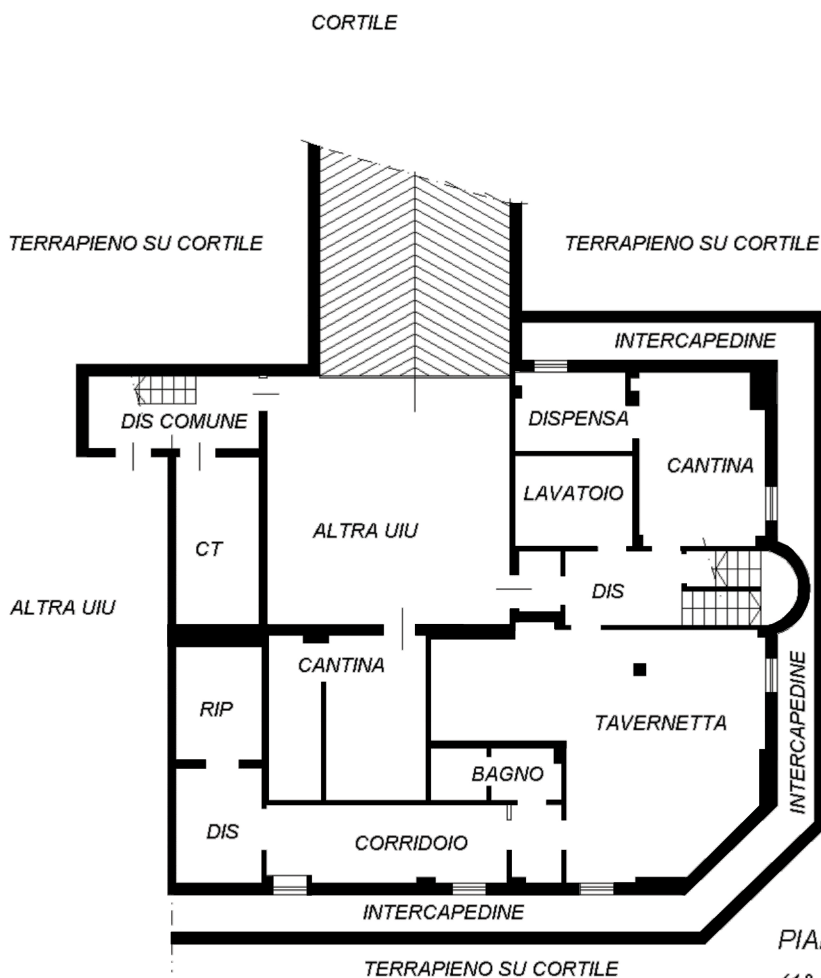 CORTILE
TERRAPIENO SU CORTILE
TERRAPIENO SU CORTILE
INTERCAPEDINE
DIS COMUNE
DISPENSA
CANTINA
LAVATOIO
ALTRA UIU
CT
DIS
ALTRA UIU
CANTINA
INTERCAPEDINE
RIP
TAVERNETTA
BAGNO
DIS
CORRIDOIO
INTERCAPEDINE
TERRAPIENO SU CORTILE